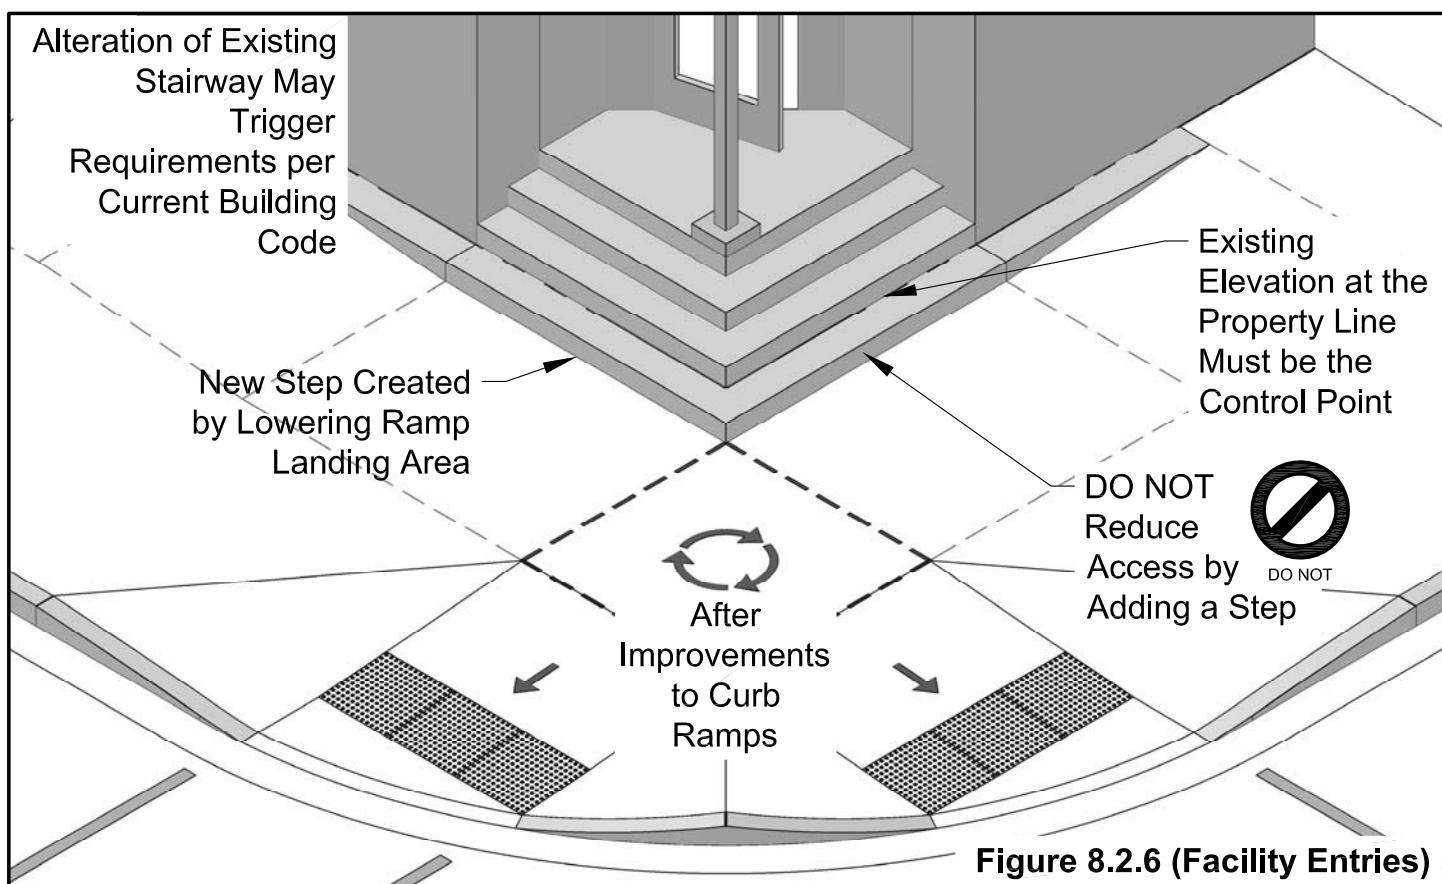 Alteration of Existing
Stairway May
Trigger
Requirements per
Current Building
Code
Existing
Elevation at the
Property Line
Must be the
Control Point
New Step Created
by Lowering Ramp
Landing Area
DO NOT
Reduce
Access by
Adding a Step
DO NOT
After
Improvements
to Curb
Ramps
Figure 8.2.6 (Facility Entries)